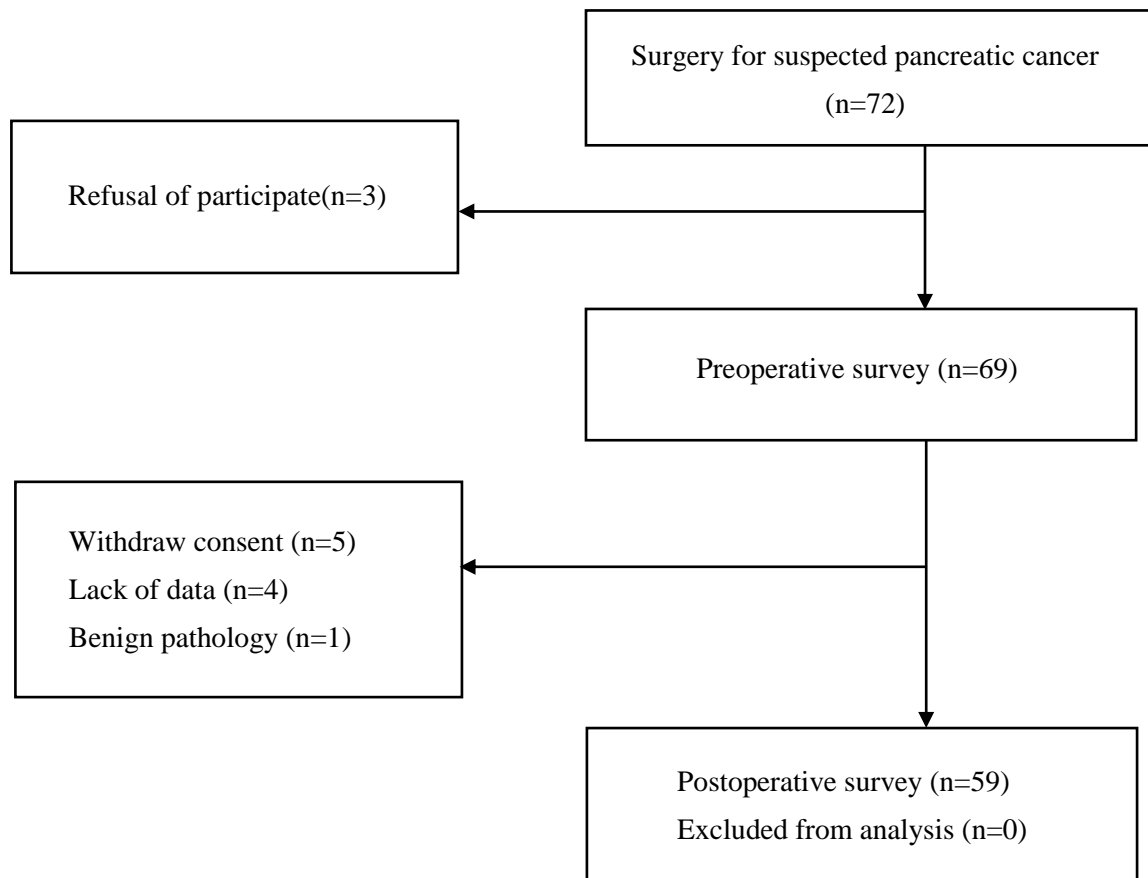 Surgery for suspected pancreatic cancer
(n=72)
Refusal of participate(n=3)
Preoperative survey (n=69)
Withdraw consent (n=5)
Lack of data (n=4)
Benign pathology (n=1)
Postoperative survey (n=59)
Excluded from analysis (n=0)